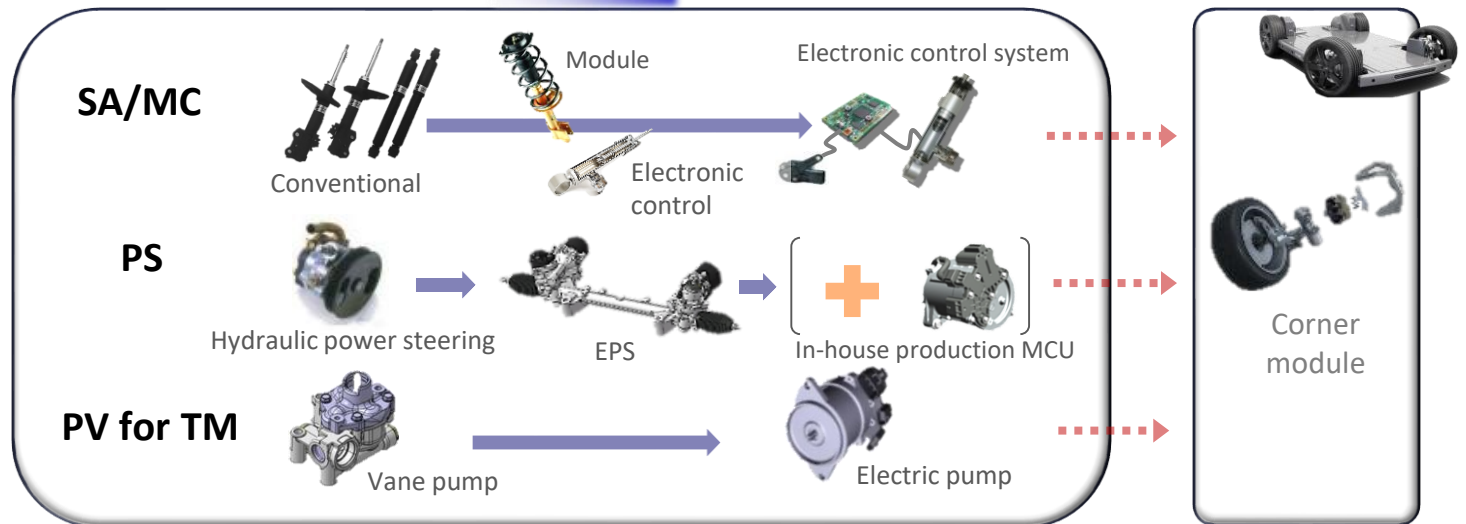 SA/MC
Conventional
Module
Electronic
control
Electronic control system
PS
Hydraulic power steering
EPS
In-house production MCU
PV for TM
Vane pump
Electric pump
Corner
module